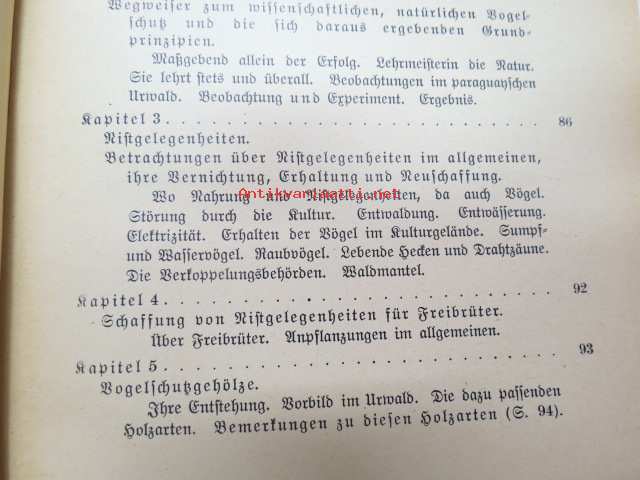 Wegweiser zum wissenschaftlichen, natürlichen Vogel-
schutz und die sich daraus ergebenden Grund-
prinzipien.
Maßgebend allein der Erfolg. Lehrmeisterin die Natur.
Sie lehrt stets und überall. Beobachtungen im paraguayschen
Urwald. Beobachtung und Experiment. Ergebnis.
Kapitel 3 . . . . . . . . . . . . . . . . . . . . . . . . . . . 86
Nistgelegenheiten.
Betrachtungen über Nistgelegenheiten im allgemeinen,
ihre Vernichtung, Erhaltung und Neuschaffung.
Wo Nahrung und Nistgelegenheiten, da auch Vögel.
Antikvariaatti.net
Störung durch die Kultur. Entwaldung. Entwässerung.
Elektrizität. Erhalten der Vögel im Kulturgelände. Sumpf-
und Wasservögel. Raubvögel. Lebende Hecken und Drahtzäune.
Die Verkoppelungsbehörden. Waldmantel.
Kapitel 4 . . . . . . . . . . . . . . . . . . . . . . . . . . . 92
Schaffung von Nistgelegenheiten für Freibrüter.
Über Freibrüter. Anpflanzungen im allgemeinen.
Kapitel 5 . . . . . . . . . . . . . . . . . . . . . . . . . . . 93
Vogelschutzgehölze.
Ihre Entstehung. Vorbild im Urwald. Die dazu passenden
Holzarten. Bemerkungen zu diesen Holzarten (S. 94).